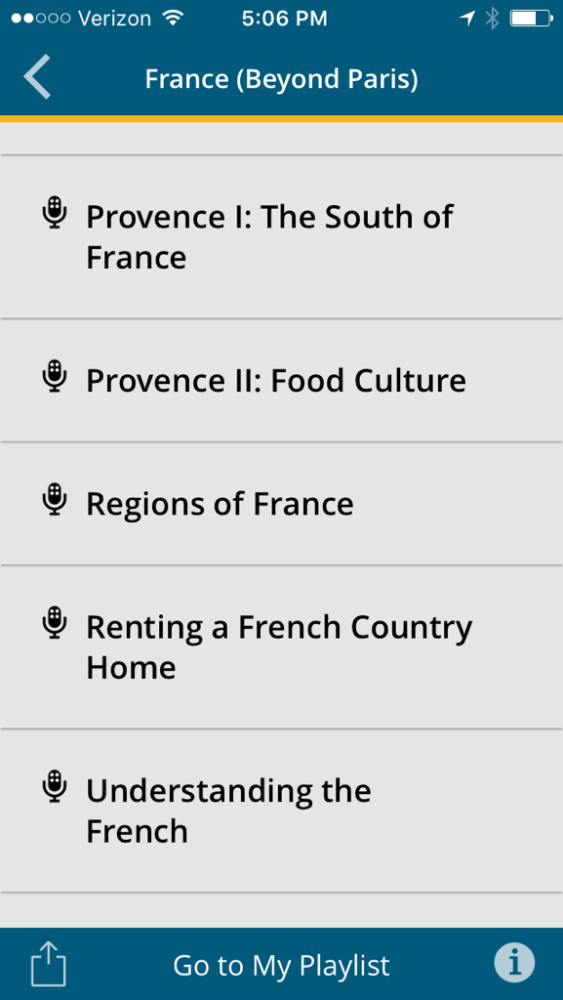 Verizon 5:06 PM
France (Beyond Paris)
Provence I: The South of
France
Provence II: Food Culture
Regions of France
Renting a French Country
Home
Understanding the
French
Go to My Playlist